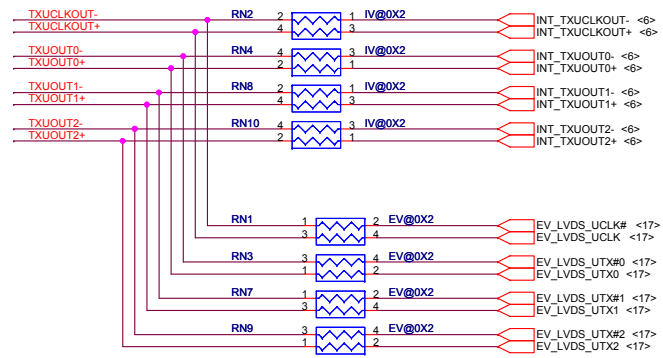 TXUCLKOUT- RN2 2 1 IV@0X2 INT_TXUCLKOUT- <6>
TXUCLKOUT+ 4 3 INT_TXUCLKOUT+ <6>
TXUOUT0- RN4 4 3 IV@0X2 INT_TXUOUT0- <6>
TXUOUT0+ 2 1 INT_TXUOUT0+ <6>
TXUOUT1- RN8 2 1 IV@0X2 INT_TXUOUT1- <6>
TXUOUT1+ 4 3 INT_TXUOUT1+ <6>
TXUOUT2- RN10 4 3 IV@0X2 INT_TXUOUT2- <6>
TXUOUT2+ 2 1 INT_TXUOUT2+ <6>
RN1 1 2 EV@0X2 EV_LVDS_UCLK# <17>
3 4 EV_LVDS_UCLK <17>
RN3 3 4 EV@0X2 EV_LVDS_UTX#0 <17>
1 2 EV_LVDS_UTX0 <17>
RN7 1 2 EV@0X2 EV_LVDS_UTX#1 <17>
3 4 EV_LVDS_UTX1 <17>
RN9 3 4 EV@0X2 EV_LVDS_UTX#2 <17>
1 2 EV_LVDS_UTX2 <17>